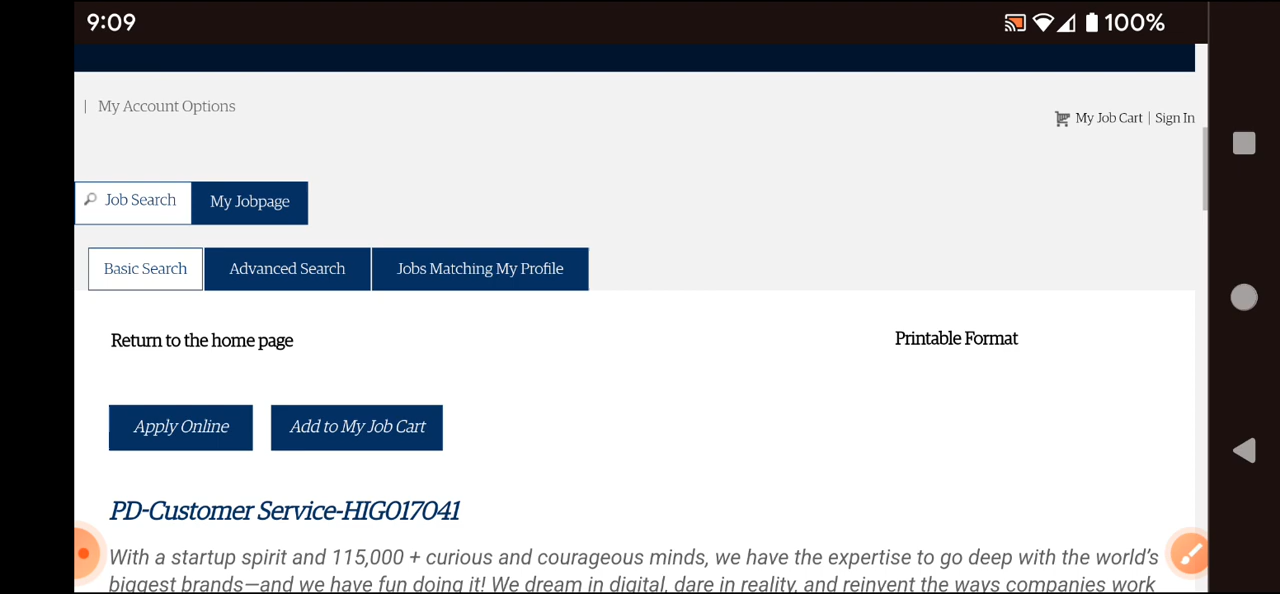 9:09
100%
| My Account Options
My Job Cart | Sign In
Job Search
My Jobpage
Basic Search
Advanced Search
Jobs Matching My Profile
Return to the home page
Printable Format
Apply Online
Add to My Job Cart
PD-Customer Service-HIG017041
With a startup spirit and 115,000 + curious and courageous minds, we have the expertise to go deep with the world's
biggest brands—and we have fun doing it! We dream in digital, dare in reality, and reinvent the ways companies work